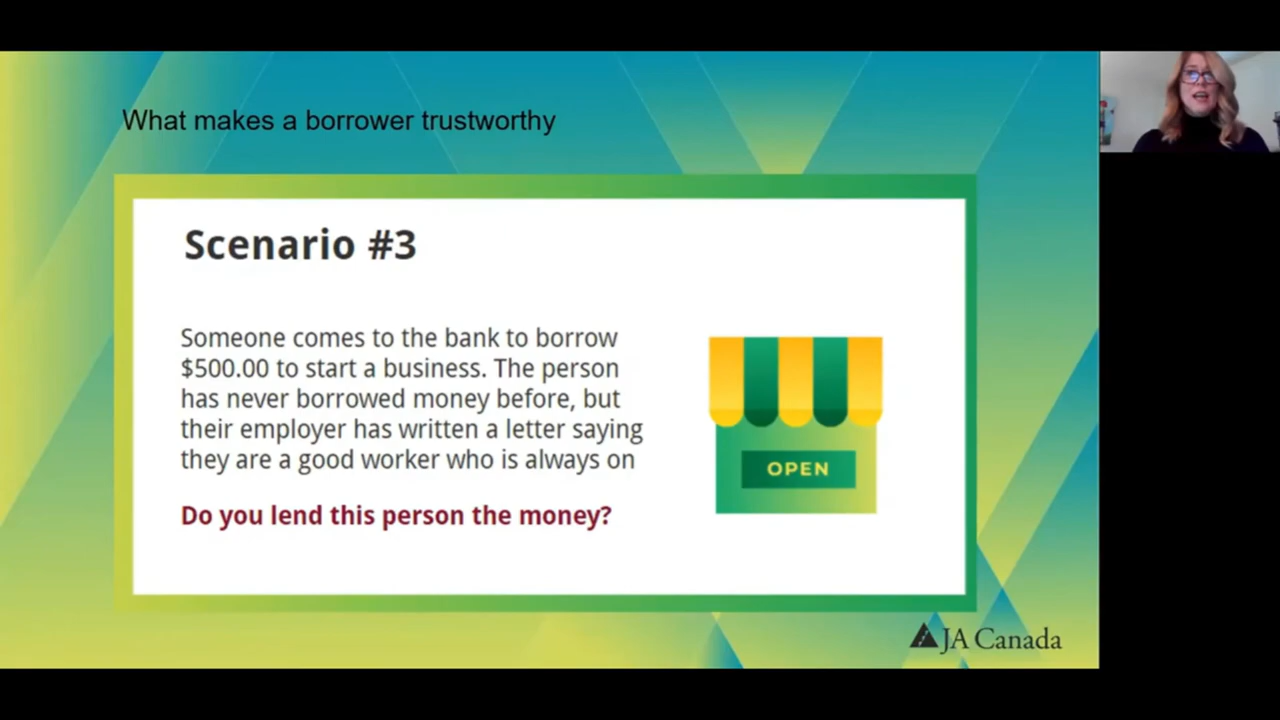 What makes a borrower trustworthy
Scenario #3
Someone comes to the bank to borrow
$500.00 to start a business. The person
has never borrowed money before, but
their employer has written a letter saying
they are a good worker who is always on
Do you lend this person the money?
OPEN
JA Canada